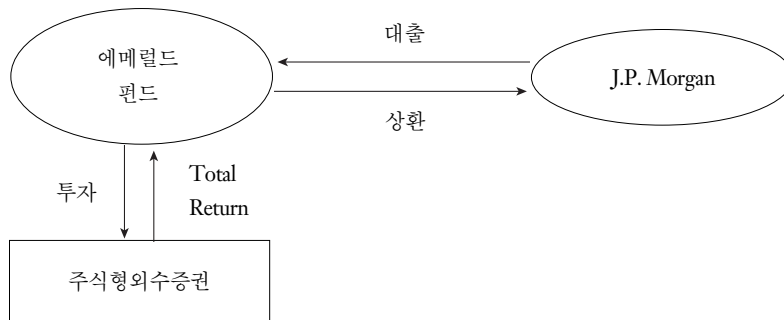 대출
에메럴드
펀드
J.P. Morgan
상환
투자
Total
Return
주식형외수증권